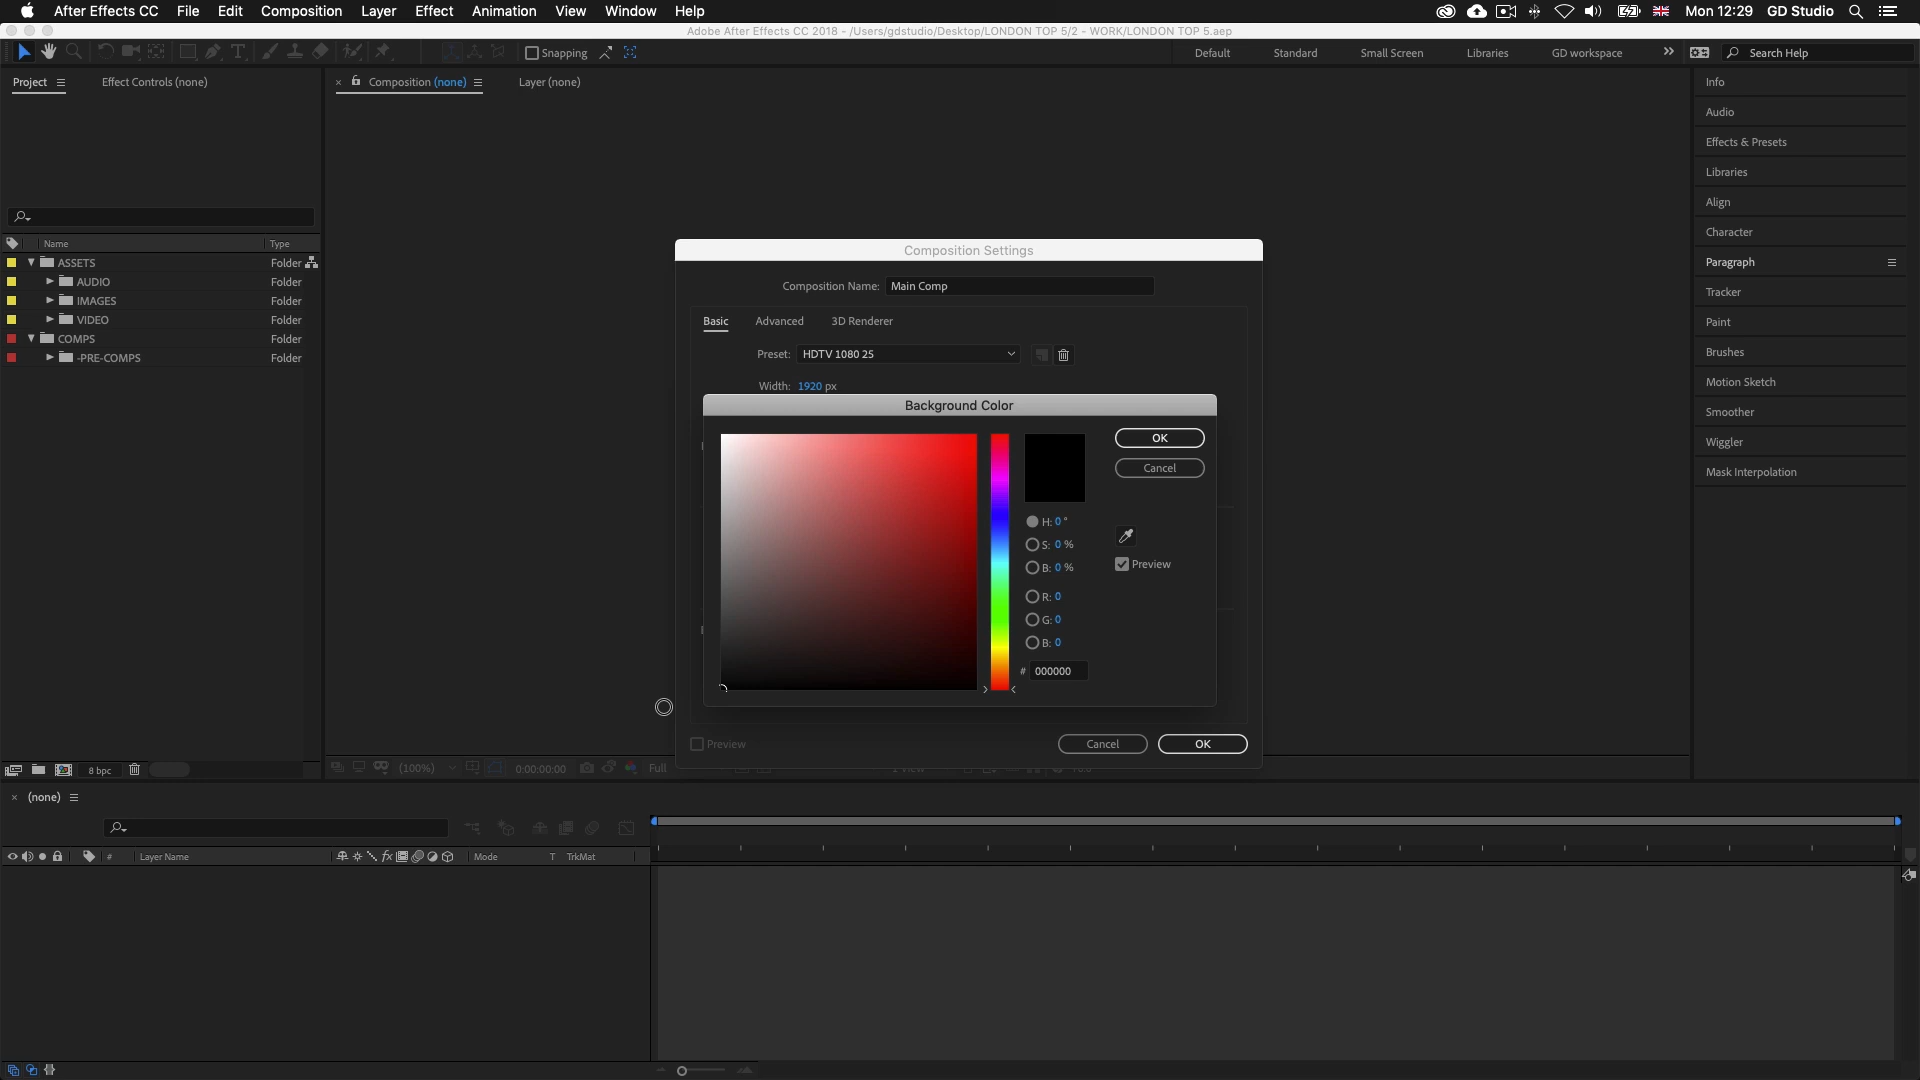 After Effects CC File Edit Composition Layer Effect Animation View Window Help Mon 12:29 GD Studio
Adobe After Effects CC 2018 - /Users/gdstudio/Desktop/LONDON TOP 5/2 - WORK/LONDON TOP 5.aep
Snapping Default Standard Small Screen Libraries GD workspace Search Help
Project Effect Controls (none) Composition (none) Layer (none)
Info
Audio
Effects & Presets
Libraries
Align
Character
Paragraph
Tracker
Paint
Brushes
Motion Sketch
Smoother
Wiggler
Mask Interpolation
Name Type
ASSETS Folder
AUDIO Folder
IMAGES Folder
VIDEO Folder
COMPS Folder
-PRE-COMPS Folder
Composition Settings
Composition Name: Main Comp
Basic Advanced 3D Renderer
Preset: HDTV 1080 25
Width: 1920 px
Background Color
OK
Cancel
H: 0 °
S: 0 %
B: 0 %
Preview
R: 0
G: 0
B: 0
# 000000
Preview Cancel OK
8 bpc (100%) 0:00:00:00 Full
(none)
# Layer Name Mode T TrkMat